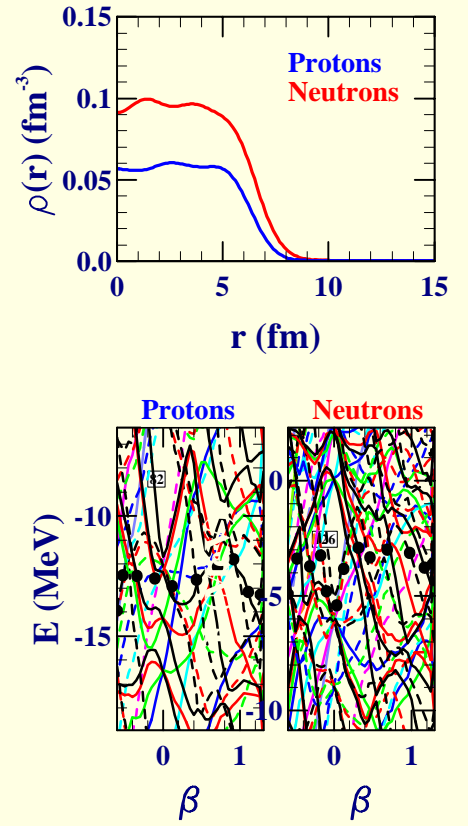 0.15
0.1
0.05
0.0
ρ(r) (fm-3)
Protons
Neutrons
0 5 10 15
r (fm)
Protons Neutrons
82
126
-10
-15
E (MeV)
0
-5
-10
0 1 0 1
β β